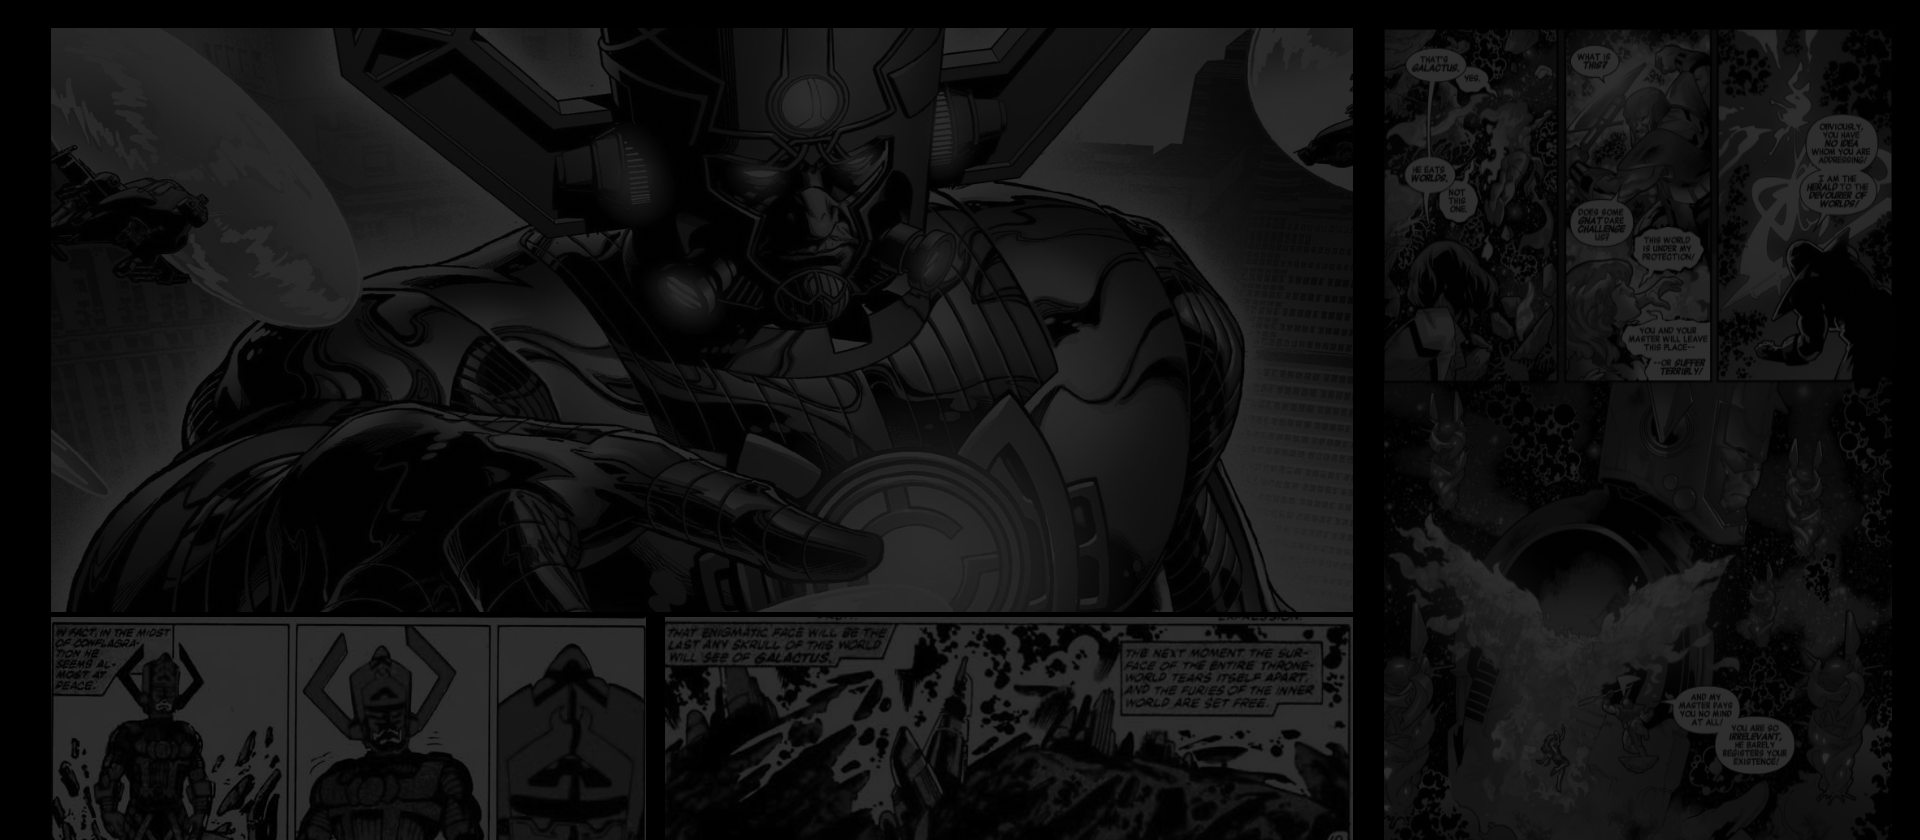 THAT'S
GALACTUS.
YES.
HE EATS
WORLDS.
NOT
THIS
ONE.
WHAT IS
THIS?
DOES SOME
GNAT DARE
CHALLENGE
US?
THIS WORLD
IS UNDER MY
PROTECTION!
YOU AND YOUR
MASTER WILL LEAVE
THIS PLACE--
--OR SUFFER
TERRIBLY!
OBVIOUSLY,
YOU HAVE
NO IDEA
WHOM YOU ARE
ADDRESSING!
I AM THE
HERALD TO THE
DEVOURER OF
WORLDS!
AND MY
MASTER PAYS
YOU NO MIND
AT ALL!
YOU ARE SO
IRRELEVANT,
HE BARELY
REGISTERS YOUR
EXISTENCE!
IN FACT, IN THE MIDST
OF CONFLAGRA-
TION HE
SEEMS AL-
MOST AT
PEACE.
EXPRESSION.
THAT ENIGMATIC FACE WILL BE THE
LAST ANY SKRULL OF THIS WORLD
WILL SEE OF GALACTUS.
THE NEXT MOMENT, THE SUR-
FACE OF THE ENTIRE THRONE-
WORLD TEARS ITSELF APART,
AND THE FURIES OF THE INNER
WORLD ARE SET FREE.